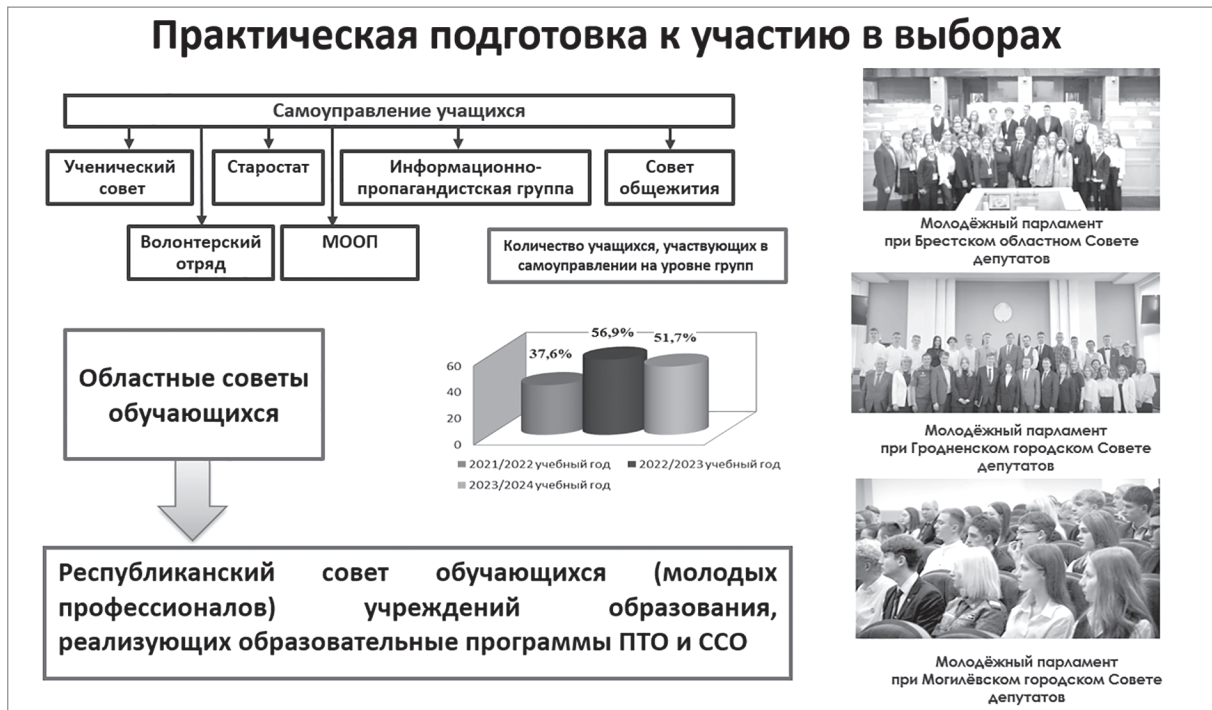 Практическая подготовка к участию в выборах
Самоуправление учащихся
Ученический
совет
Старостат
Информационно-
пропагандистская группа
Совет
общежития
Волонтерский
отряд
МООП
Количество учащихся, участвующих в
самоуправлении на уровне групп
Областные советы
обучающихся
37,6%
56,9%
51,7%
60
40
20
0
2021/2022 учебный год
2022/2023 учебный год
2023/2024 учебный год
Республиканский совет обучающихся (молодых
профессионалов) учреждений образования,
реализующих образовательные программы ПТО и ССО
Молодёжный парламент
при Брестском областном Совете
депутатов
Молодёжный парламент
при Гродненском городском Совете
депутатов
Молодёжный парламент
при Могилёвском городском Совете
депутатов